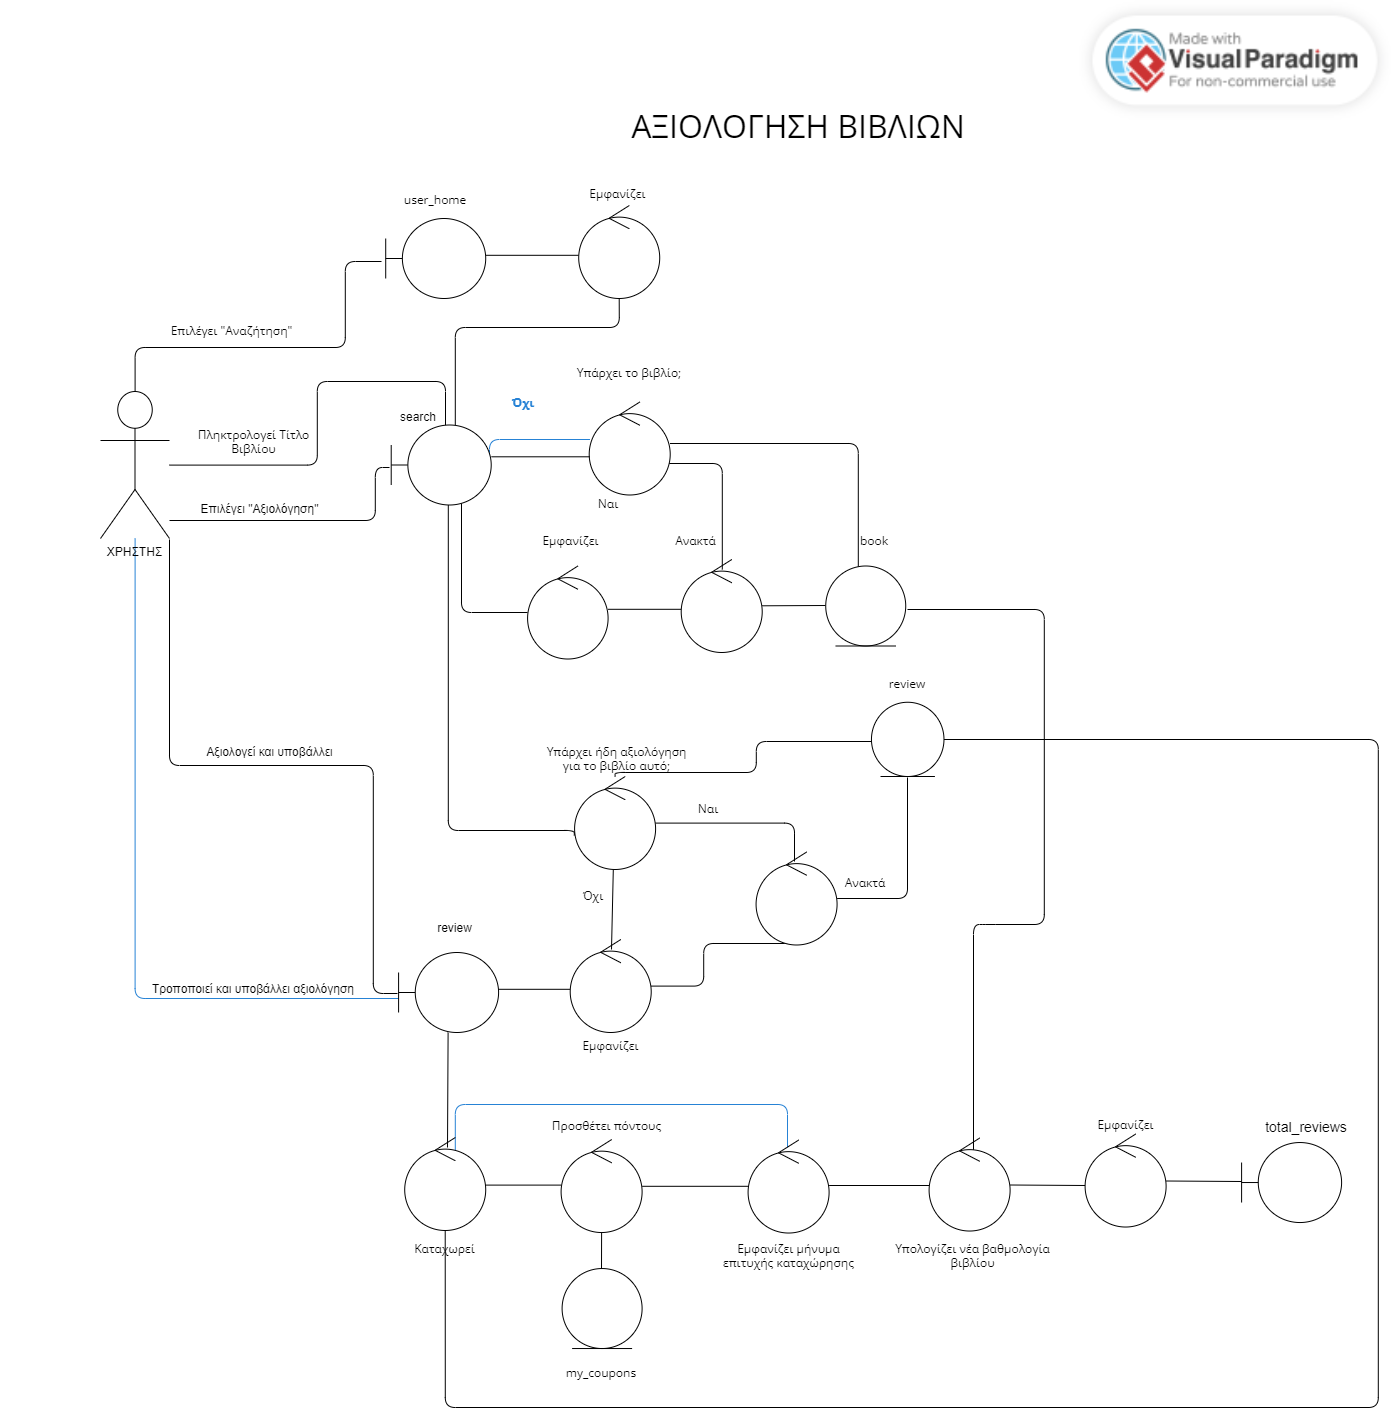 Made with
Visual Paradigm
For non-commercial use
ΑΞΙΟΛΟΓΗΣΗ ΒΙΒΛΙΩΝ
user_home
Εμφανίζει
Επιλέγει "Αναζήτηση"
Υπάρχει το βιβλίο;
Όχι
search
Πληκτρολογεί Τίτλο
Βιβλίου
Επιλέγει "Αξιολόγηση"
Ναι
ΧΡΗΣΤΗΣ
Εμφανίζει
Ανακτά
book
review
Αξιολογεί και υποβάλλει
Υπάρχει ήδη αξιολόγηση
για το βιβλίο αυτό;
Ναι
Ανακτά
Όχι
review
Τροποποιεί και υποβάλλει αξιολόγηση
Εμφανίζει
Προσθέτει πόντους
Εμφανίζει
total_reviews
Καταχωρεί
Εμφανίζει μήνυμα
επιτυχής καταχώρησης
Υπολογίζει νέα βαθμολογία
βιβλίου
my_coupons